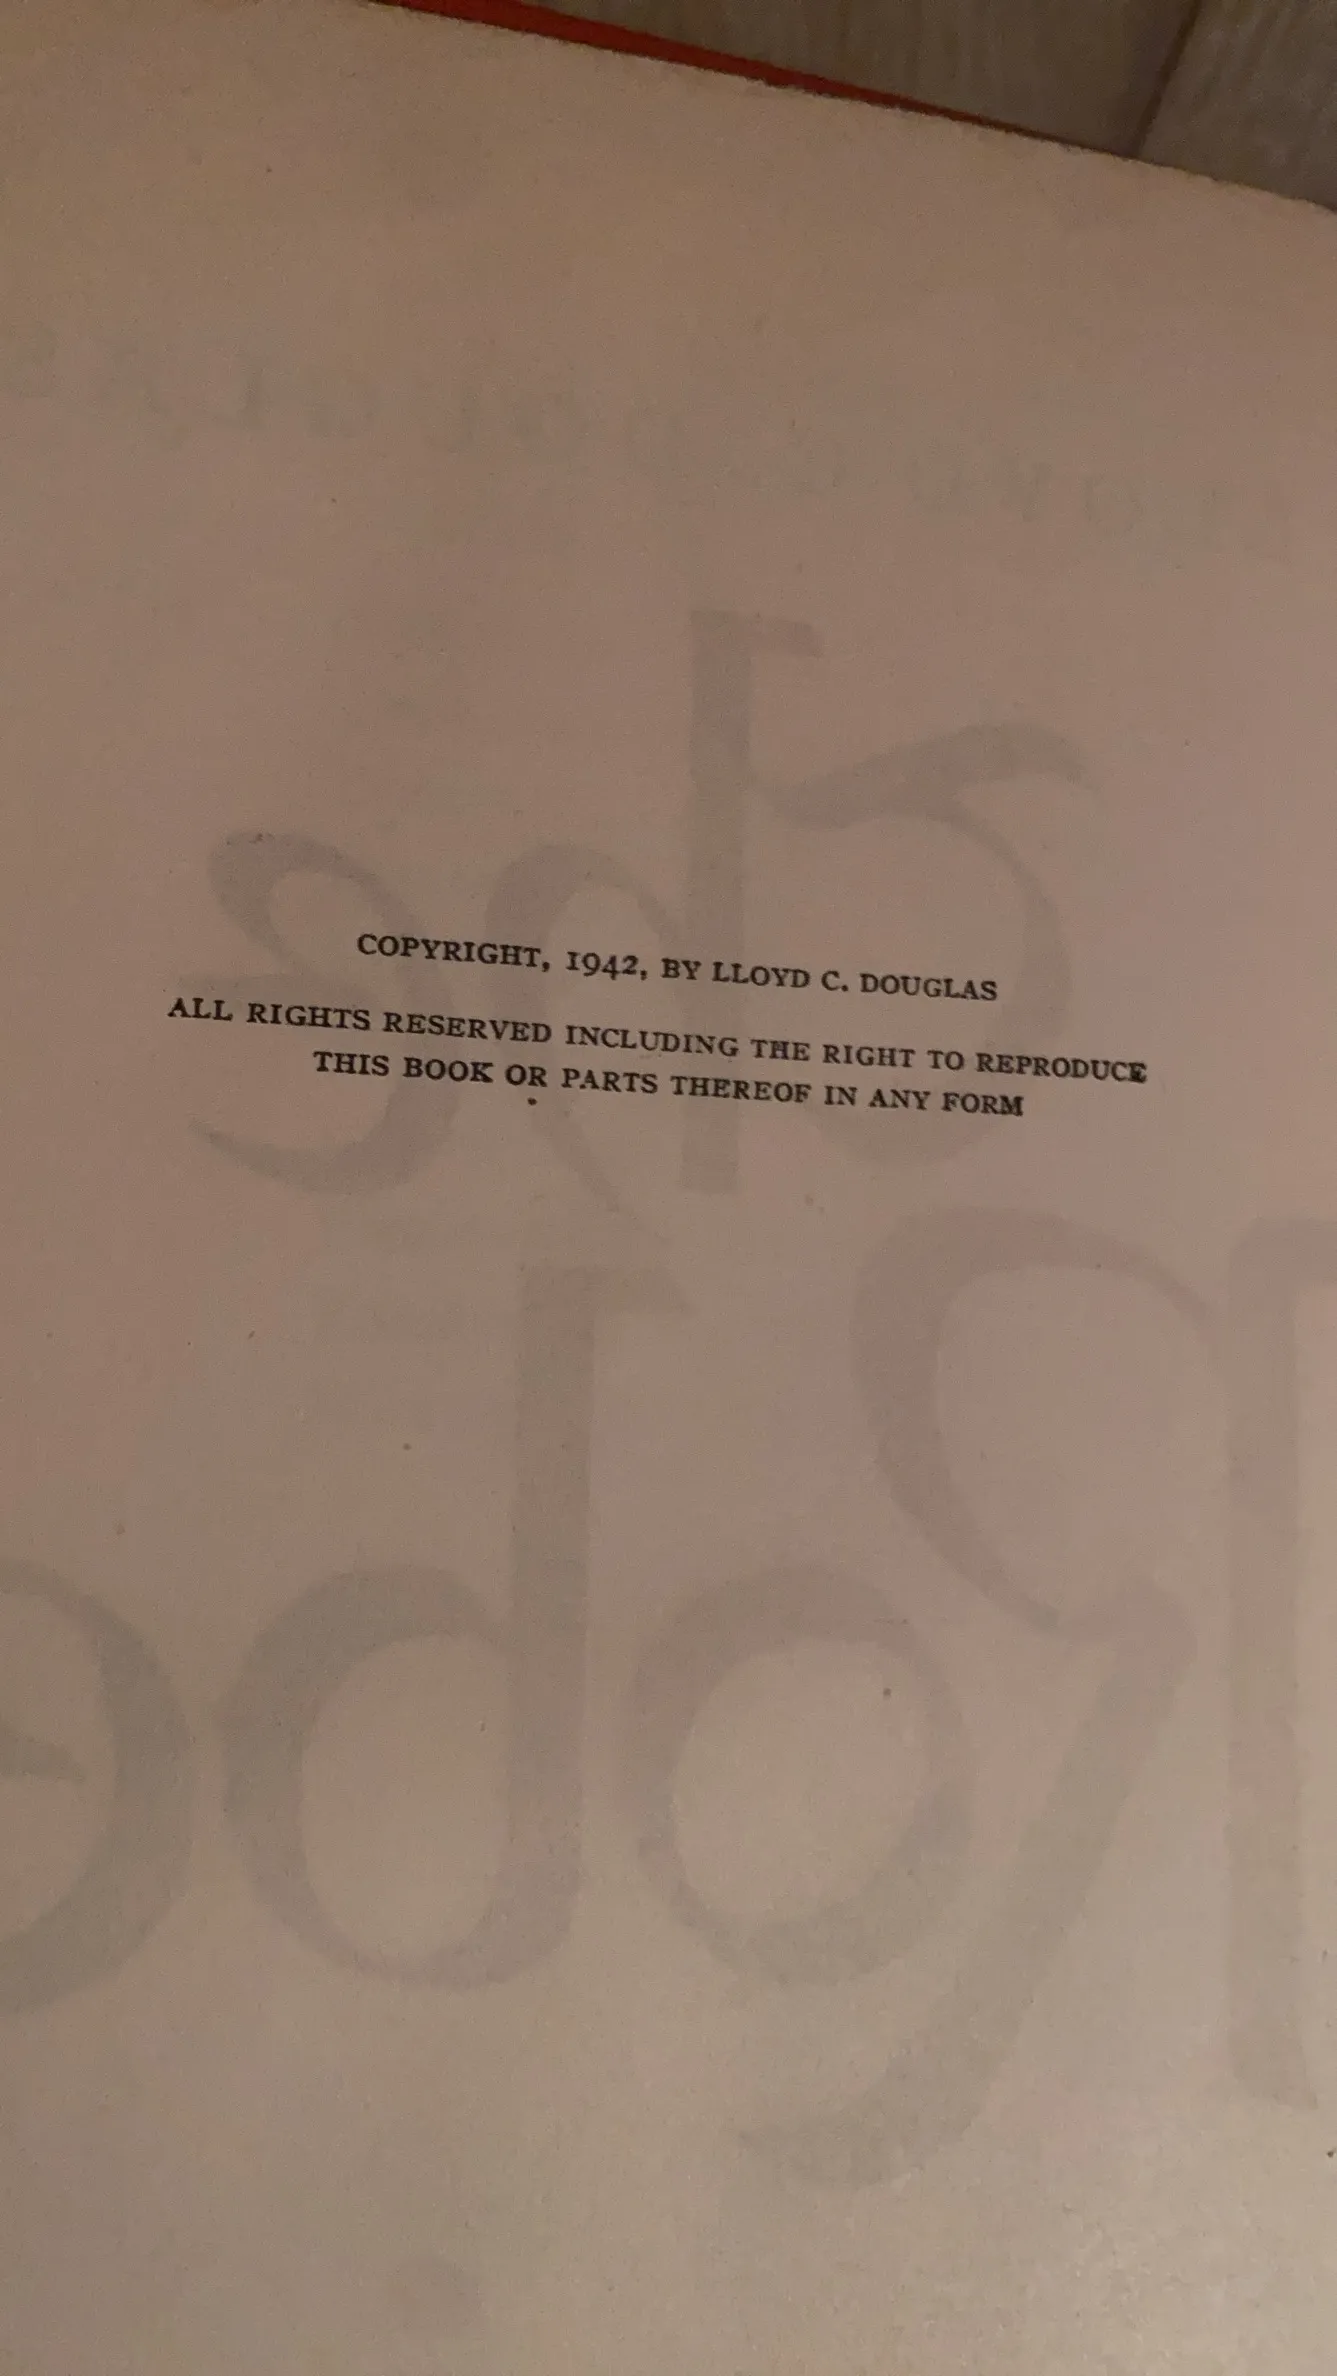 COPYRIGHT, 1942, BY LLOYD C. DOUGLAS
ALL RIGHTS RESERVED INCLUDING THE RIGHT TO REPRODUCE
THIS BOOK OR PARTS THEREOF IN ANY FORM